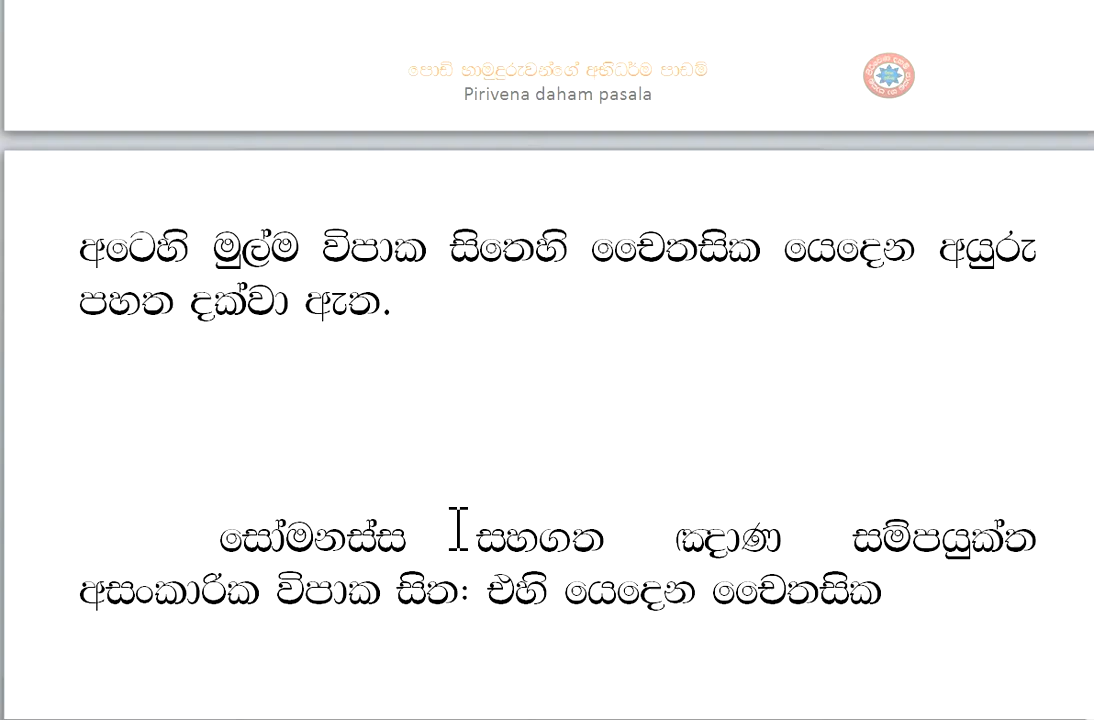 පොඩි හාමුදුරුවන්ගේ අභිධර්ම පාඩම්
Pirivena daham pasala
අටෙහි මුල්ම විපාක සිතෙහි චෛතසික යෙදෙන අයුරු
පහත දක්වා ඇත.
සෝමනස්ස සහගත ඤාණ සම්පයුක්ත
අසංකාරික විපාක සිත: එහි යෙදෙන චෛතසික